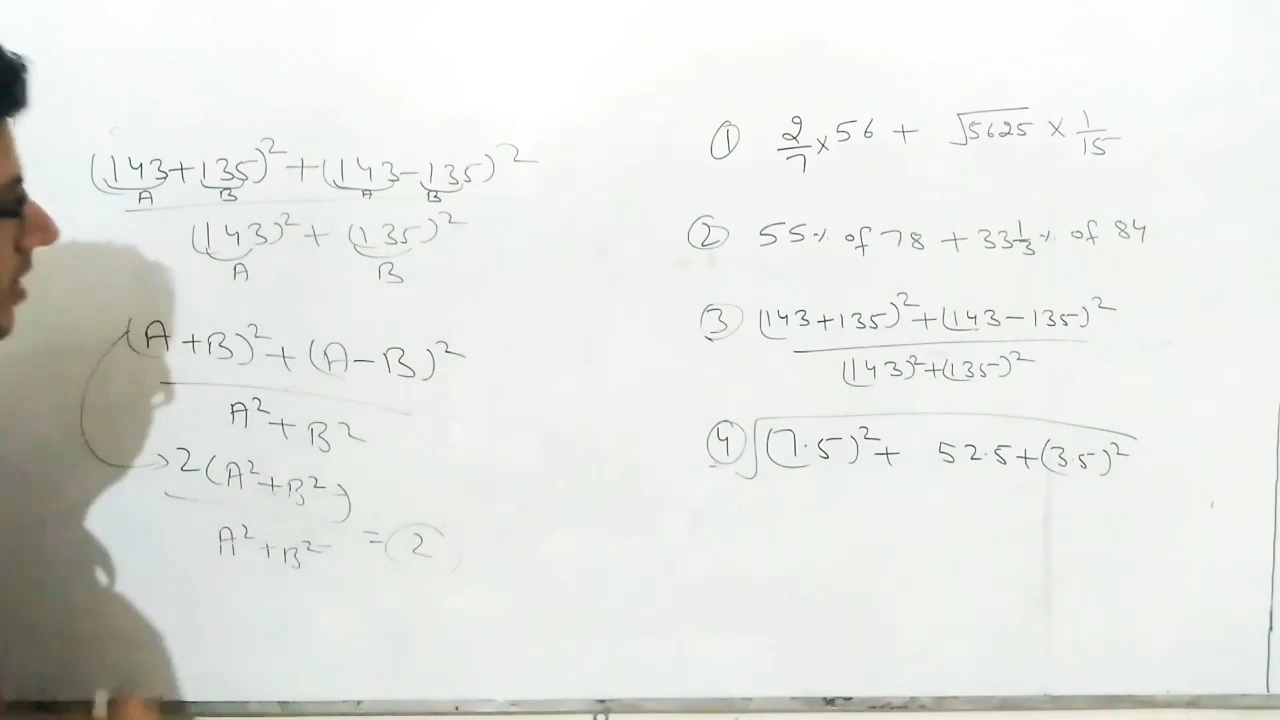 (143+135)²+(143-135)²
A B A B
(143)² + (135)²
A B
(A+B)²+(A-B)²
A²+B²
2(A²+B²)
A²+B² = 2
① 2/7 × 56 + √5625 × 1/15
② 55% of 78 + 33 1/3 % of 84
③ (143+135)²+(143-135)²
(143)²+(135)²
④ √(7.5)²+ 52.5+(3.5)²